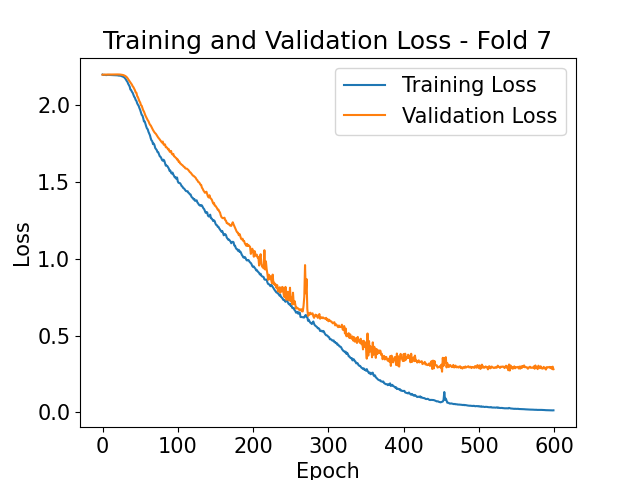 Training and Validation Loss - Fold 7
Training Loss
Validation Loss
Loss
2.0
1.5
1.0
0.5
0.0
0 100 200 300 400 500 600
Epoch